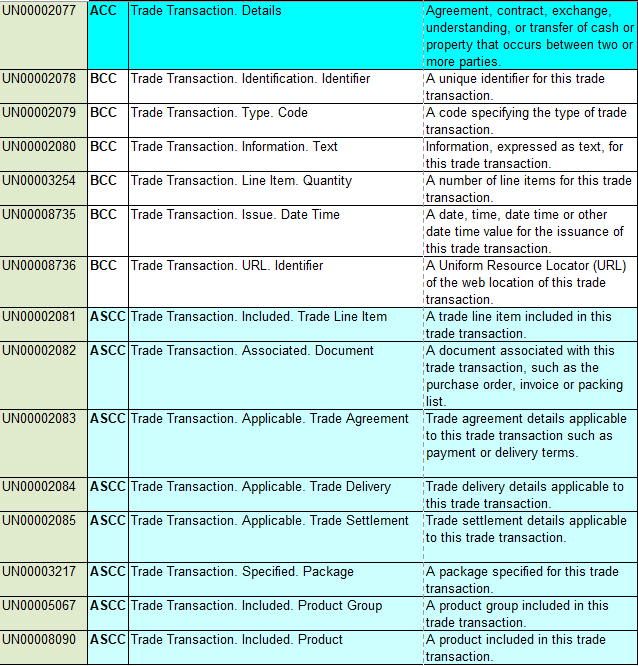 UN00002077 ACC Trade Transaction. Details Agreement, contract, exchange,
understanding, or transfer of cash or
property that occurs between two or
more parties.
UN00002078 BCC Trade Transaction. Identification. Identifier A unique identifier for this trade
transaction.
UN00002079 BCC Trade Transaction. Type. Code A code specifying the type of trade
transaction.
UN00002080 BCC Trade Transaction. Information. Text Information, expressed as text, for
this trade transaction.
UN00003254 BCC Trade Transaction. Line Item. Quantity A number of line items for this trade
transaction.
UN00008735 BCC Trade Transaction. Issue. Date Time A date, time, date time or other
date time value for the issuance of
this trade transaction.
UN00008736 BCC Trade Transaction. URL. Identifier A Uniform Resource Locator (URL)
of the web location of this trade
transaction.
UN00002081 ASCC Trade Transaction. Included. Trade Line Item A trade line item included in this
trade transaction.
UN00002082 ASCC Trade Transaction. Associated. Document A document associated with this
trade transaction, such as the
purchase order, invoice or packing
list.
UN00002083 ASCC Trade Transaction. Applicable. Trade Agreement Trade agreement details applicable
to this trade transaction such as
payment or delivery terms.
UN00002084 ASCC Trade Transaction. Applicable. Trade Delivery Trade delivery details applicable to
this trade transaction.
UN00002085 ASCC Trade Transaction. Applicable. Trade Settlement Trade settlement details applicable
to this trade transaction.
UN00003217 ASCC Trade Transaction. Specified. Package A package specified for this trade
transaction.
UN00005067 ASCC Trade Transaction. Included. Product Group A product group included in this
trade transaction.
UN00008090 ASCC Trade Transaction. Included. Product A product included in this trade
transaction.